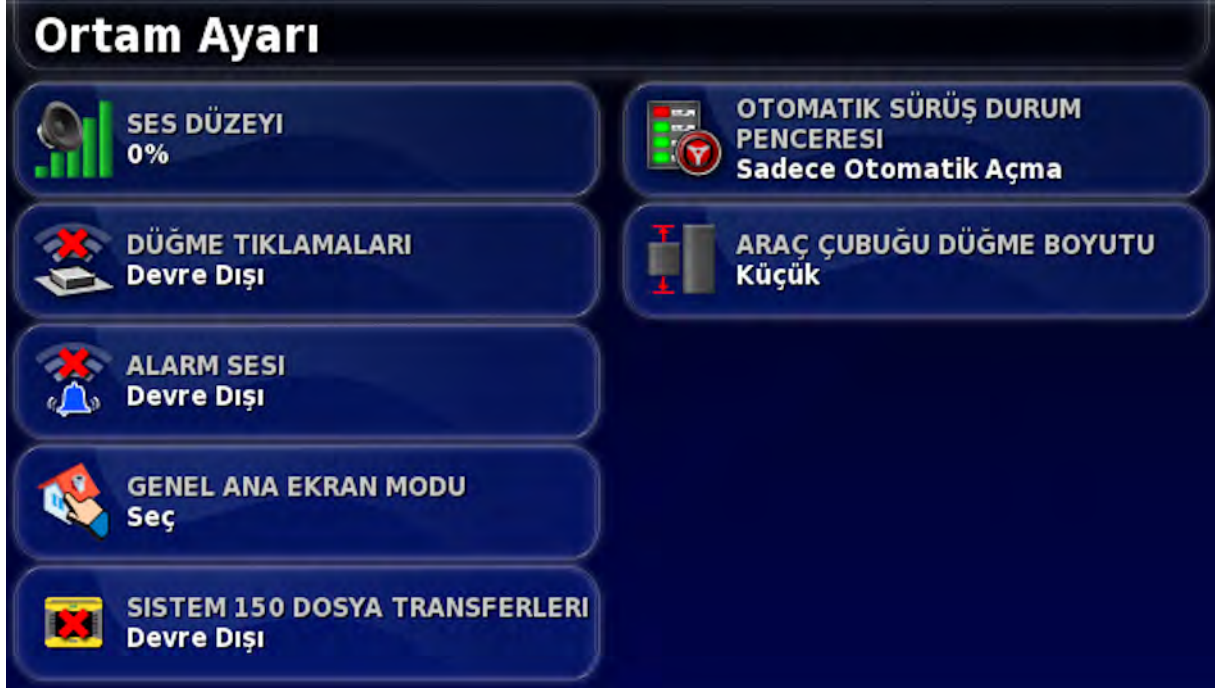 Ortam Ayarı
SES DÜZEYI
0%
DÜĞME TIKLAMALARI
Devre Dışı
ALARM SESI
Devre Dışı
GENEL ANA EKRAN MODU
Seç
SISTEM 150 DOSYA TRANSFERLERI
Devre Dışı
OTOMATIK SÜRÜŞ DURUM
PENCERESI
Sadece Otomatik Açma
ARAÇ ÇUBUĞU DÜĞME BOYUTU
Küçük